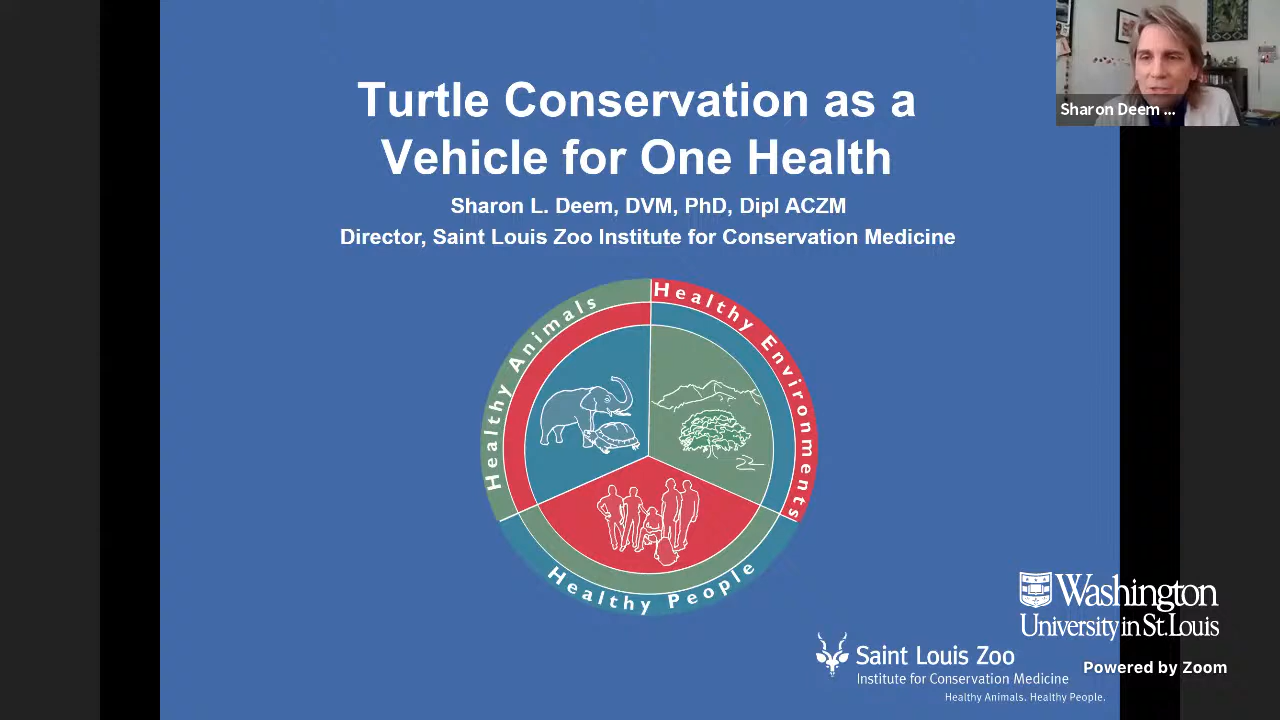 Turtle Conservation as a
Vehicle for One Health
Sharon L. Deem, DVM, PhD, Dipl ACZM
Director, Saint Louis Zoo Institute for Conservation Medicine
Sharon Deem ...
Healthy Animals
Healthy Environments
Healthy People
Washington
University in St. Louis
Saint Louis Zoo
Institute for Conservation Medicine
Healthy Animals. Healthy People.
Powered by Zoom